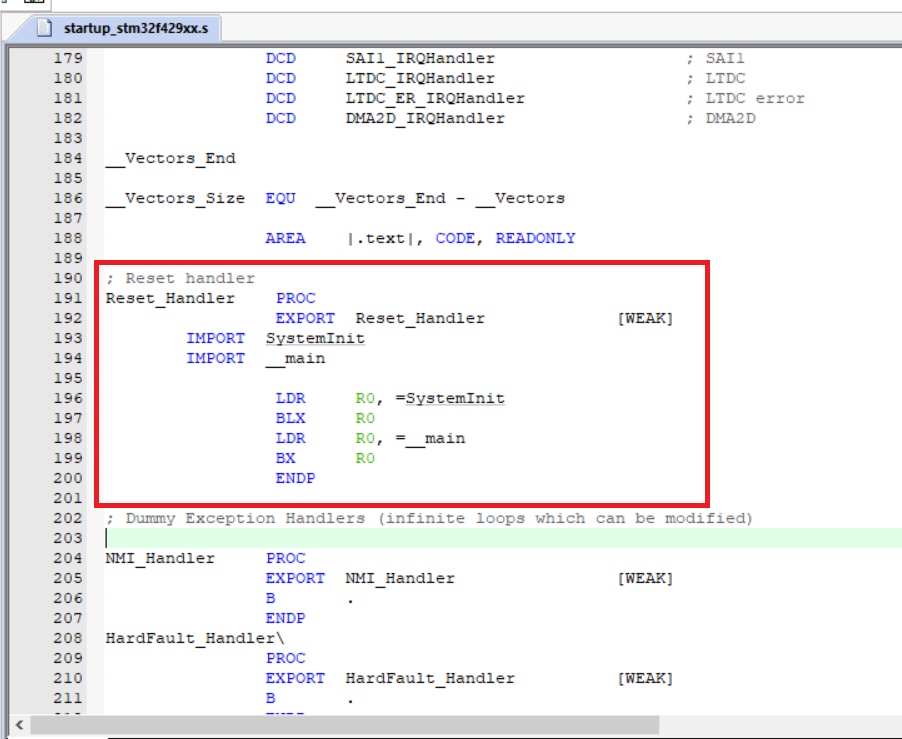 startup_stm32f429xx.s
179 DCD SAI1_IRQHandler ; SAI1
180 DCD LTDC_IRQHandler ; LTDC
181 DCD LTDC_ER_IRQHandler ; LTDC error
182 DCD DMA2D_IRQHandler ; DMA2D
183
184 __Vectors_End
185
186 __Vectors_Size EQU __Vectors_End - __Vectors
187
188 AREA |.text|, CODE, READONLY
189
190 ; Reset handler
191 Reset_Handler PROC
192 EXPORT Reset_Handler [WEAK]
193 IMPORT SystemInit
194 IMPORT __main
195
196 LDR R0, =SystemInit
197 BLX R0
198 LDR R0, =__main
199 BX R0
200 ENDP
201
202 ; Dummy Exception Handlers (infinite loops which can be modified)
203
204 NMI_Handler PROC
205 EXPORT NMI_Handler [WEAK]
206 B .
207 ENDP
208 HardFault_Handler\
209 PROC
210 EXPORT HardFault_Handler [WEAK]
211 B .